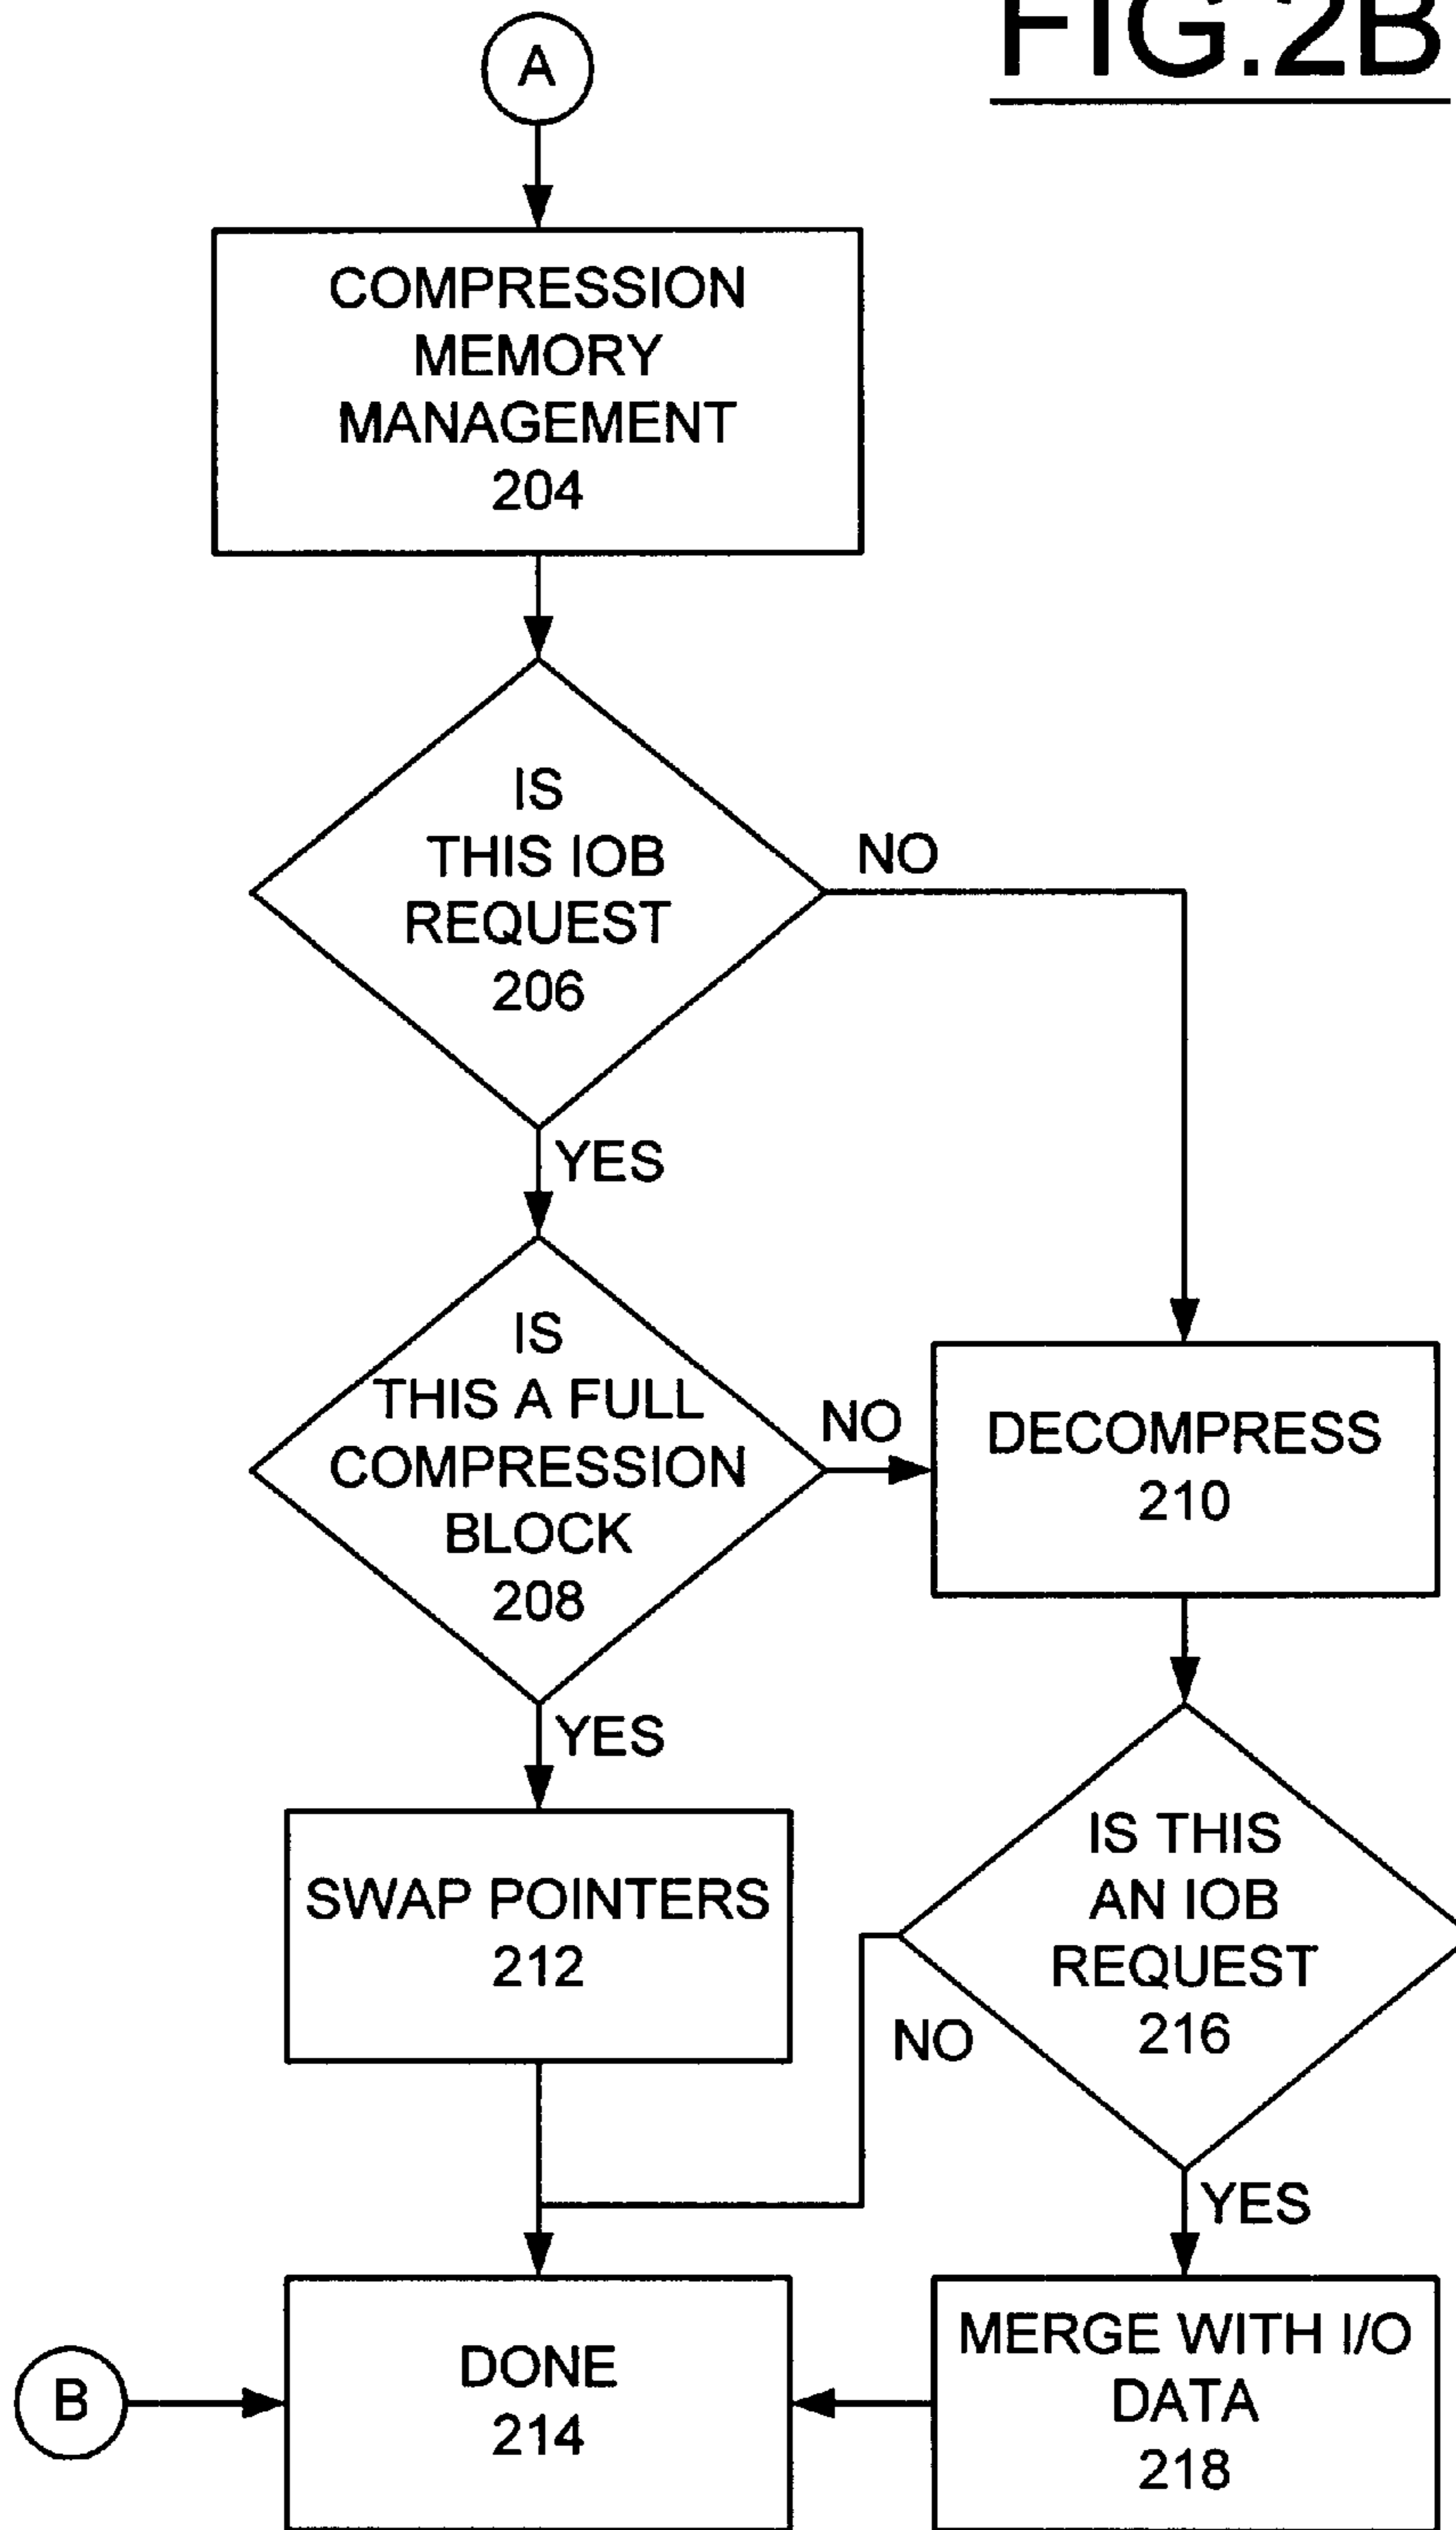 FIG.2B
A
COMPRESSION
MEMORY
MANAGEMENT
204
IS
THIS IOB
REQUEST
206
NO
YES
IS
THIS A FULL
COMPRESSION
BLOCK
208
NO
YES
DECOMPRESS
210
SWAP POINTERS
212
IS THIS
AN IOB
REQUEST
216
NO
YES
B
DONE
214
MERGE WITH I/O
DATA
218